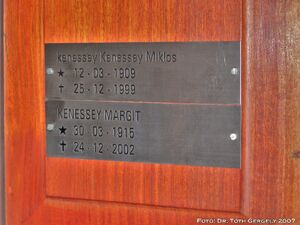 kenessey Kenessey Miklos
★ 12 - 03 - 1909
† 25 - 12 - 1999
KENESSEY MARGIT
★ 30 - 03 - 1915
† 24 - 12 - 2002
Foto: Dr. Tóth Gergely 2007